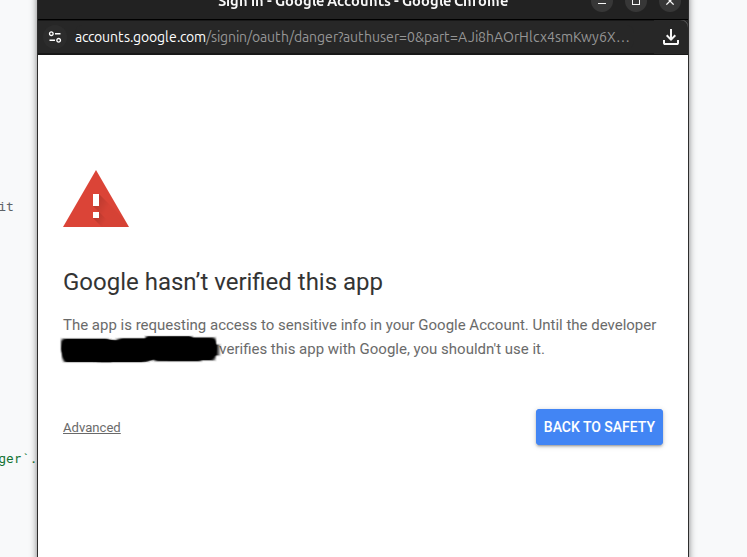 Sign in - Google Accounts - Google Chrome
accounts.google.com/signin/oauth/danger?authuser=0&part=AJi8hAOrHlcx4smKwy6X…
it
Google hasn’t verified this app
The app is requesting access to sensitive info in your Google Account. Until the developer
verifies this app with Google, you shouldn't use it.
Advanced
BACK TO SAFETY
ger`.